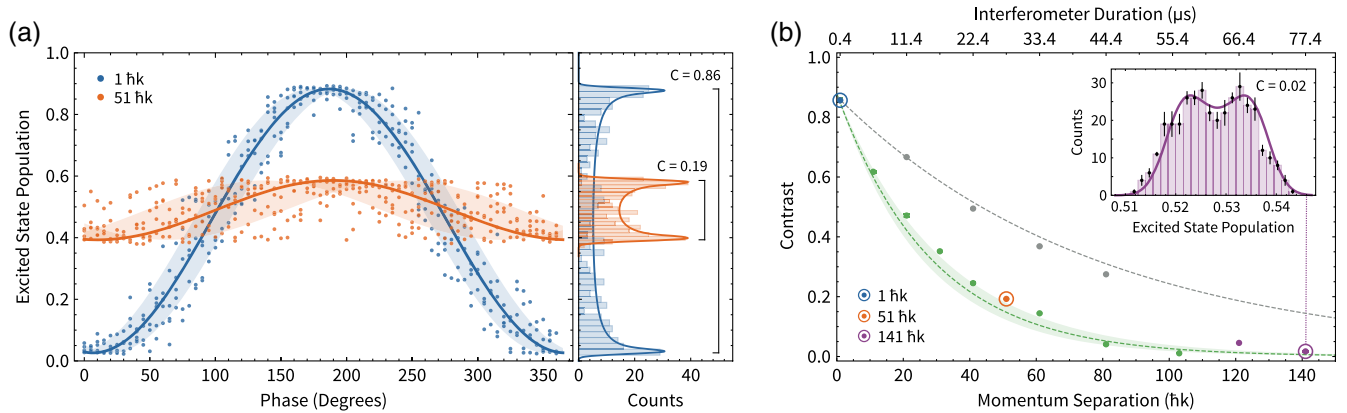 (a)
1.0
0.8
0.6
0.4
0.2
0.0
Excited State Population
1 ħk
51 ħk
0 50 100 150 200 250 300 350
Phase (Degrees)
C = 0.86
C = 0.19
0 20 40
Counts
(b)
Interferometer Duration (μs)
0.4 11.4 22.4 33.4 44.4 55.4 66.4 77.4
1.0
0.8
0.6
0.4
0.2
0.0
Contrast
1 ħk
51 ħk
141 ħk
0 20 40 60 80 100 120 140
Momentum Separation (ħk)
C = 0.02
30
20
10
0
Counts
0.51 0.52 0.53 0.54
Excited State Population